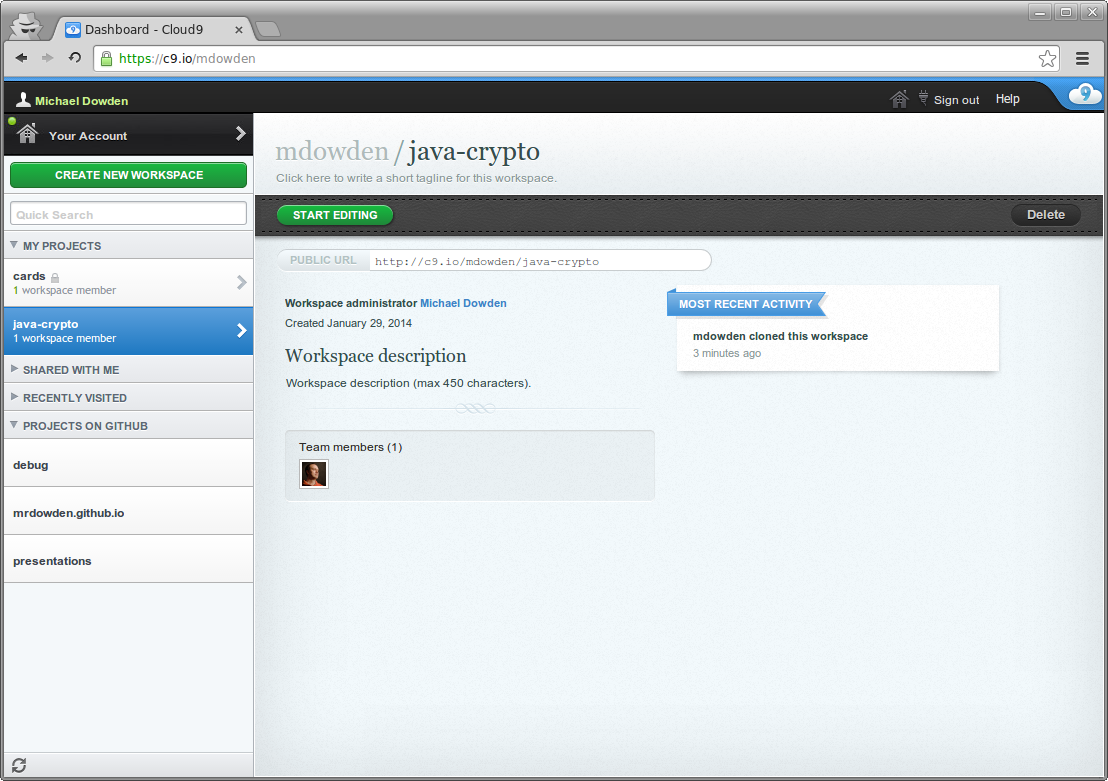 Dashboard - Cloud9
https://c9.io/mdowden
Michael Dowden
Sign out
Help
9
Your Account
CREATE NEW WORKSPACE
Quick Search
MY PROJECTS
cards
1 workspace member
java-crypto
1 workspace member
SHARED WITH ME
RECENTLY VISITED
PROJECTS ON GITHUB
debug
mrdowden.github.io
presentations
mdowden/java-crypto
Click here to write a short tagline for this workspace.
START EDITING
Delete
PUBLIC URL http://c9.io/mdowden/java-crypto
Workspace administrator Michael Dowden
Created January 29, 2014
Workspace description
Workspace description (max 450 characters).
Team members (1)
MOST RECENT ACTIVITY
mdowden cloned this workspace
3 minutes ago